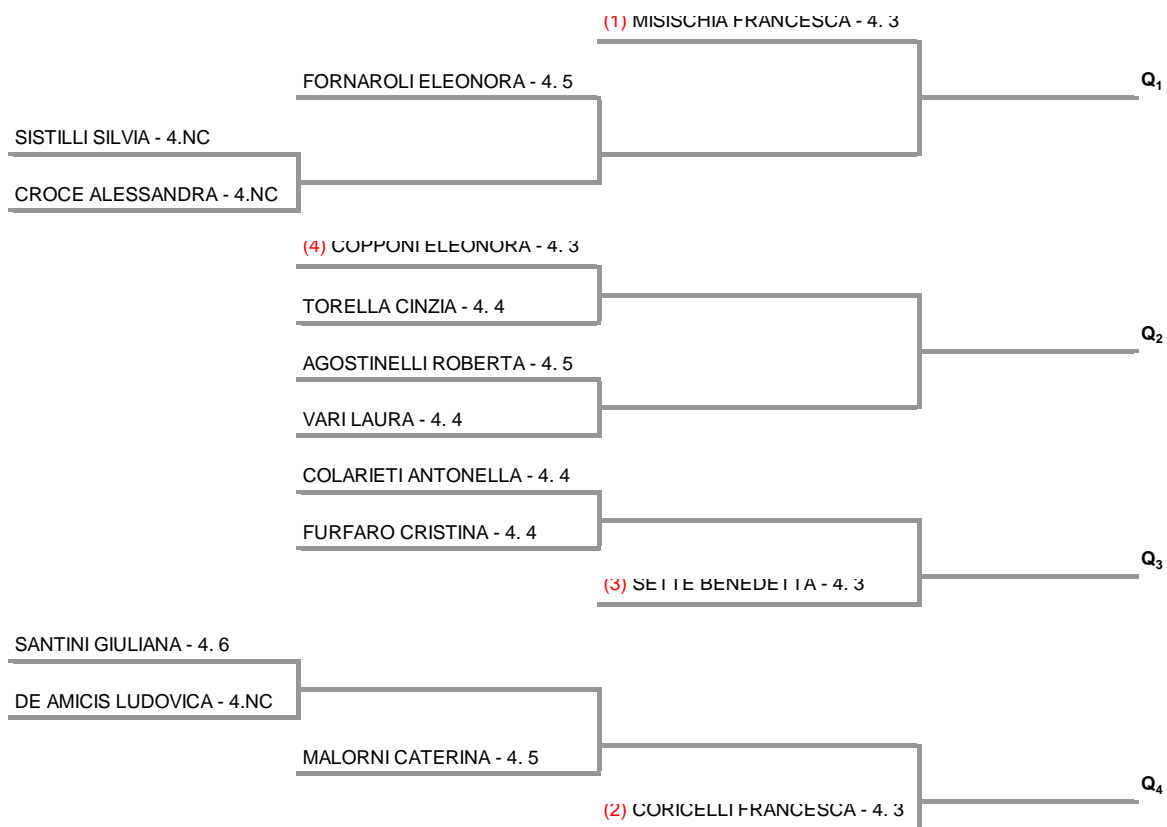 (1) MISISCHIA FRANCESCA - 4. 3
FORNAROLI ELEONORA - 4. 5
Q1
SISTILLI SILVIA - 4.NC
CROCE ALESSANDRA - 4.NC
(4) COPPONI ELEONORA - 4. 3
TORELLA CINZIA - 4. 4
Q2
AGOSTINELLI ROBERTA - 4. 5
VARI LAURA - 4. 4
COLARIETI ANTONELLA - 4. 4
FURFARO CRISTINA - 4. 4
Q3
(3) SETTE BENEDETTA - 4. 3
SANTINI GIULIANA - 4. 6
DE AMICIS LUDOVICA - 4.NC
MALORNI CATERINA - 4. 5
Q4
(2) CORICELLI FRANCESCA - 4. 3